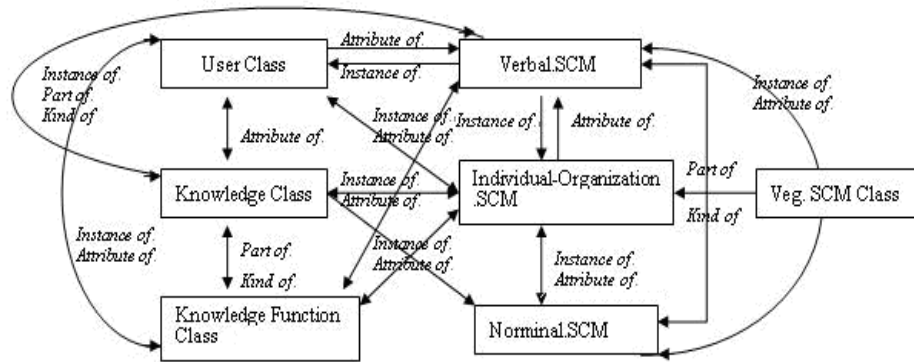 Attribute of.
User Class
Verbal.SCM
Instance of.
Instance of.
Part of.
Kind of.
Instance of.
Attribute of.
Instance of.
Attribute of.
Instance of.
Attribute of.
Attribute of.
Knowledge Class
Instance of.
Attribute of.
Individual-Organization
.SCM
Part of.
Kind of.
Veg. SCM Class
Instance of.
Attribute of.
Part of.
Kind of.
Instance of.
Attribute of.
Instance of.
Attribute of.
Knowledge Function
Class
Norminal.SCM